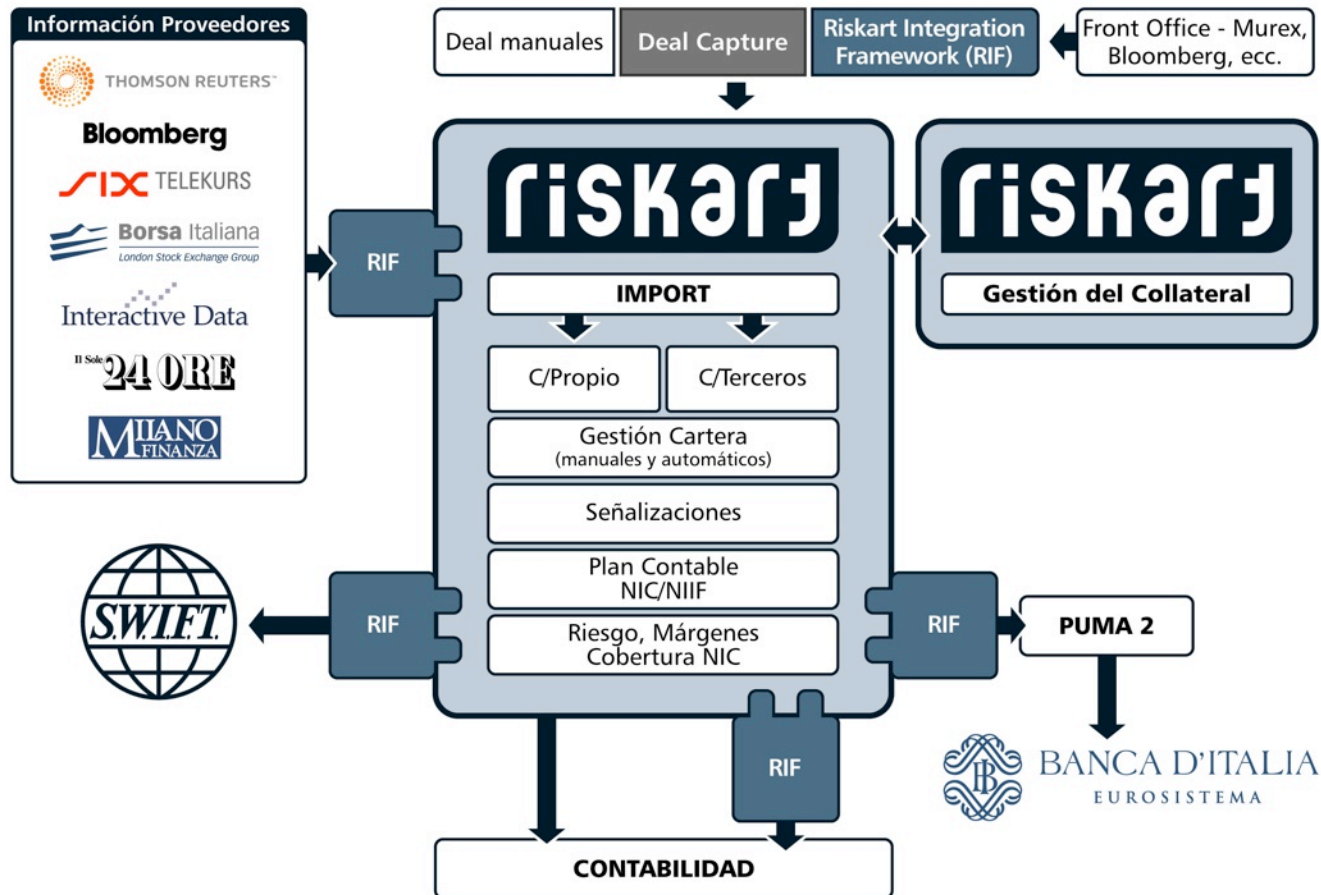 Información Proveedores
THOMSON REUTERS™
Bloomberg
SIX TELEKURS
Borsa Italiana
London Stock Exchange Group
Interactive Data
Il Sole
24 ORE
MILANO
FINANZA
Deal manuales
Deal Capture
Riskart Integration
Framework (RIF)
Front Office - Murex,
Bloomberg, ecc.
riskart
IMPORT
C/Propio
C/Terceros
Gestión Cartera
(manuales y automáticos)
Señalizaciones
Plan Contable
NIC/NIIF
Riesgo, Márgenes
Cobertura NIC
riskart
Gestión del Collateral
RIF
S.W.I.F.T.
RIF
RIF
PUMA 2
RIF
BANCA D'ITALIA
EUROSISTEMA
CONTABILIDAD